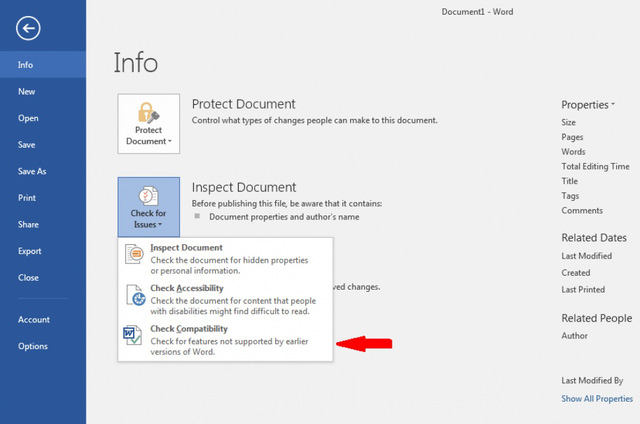 Document1 - Word
Info
New
Open
Save
Save As
Print
Share
Export
Close
Account
Options
Info
Protect
Document
Protect Document
Control what types of changes people can make to this document.
Check for
Issues
Inspect Document
Before publishing this file, be aware that it contains:
Document properties and author's name
Inspect Document
Check the document for hidden properties
or personal information.
Check Accessibility
Check the document for content that people
with disabilities might find difficult to read.
Check Compatibility
Check for features not supported by earlier
versions of Word.
changes.
Properties
Size
Pages
Words
Total Editing Time
Title
Tags
Comments
Related Dates
Last Modified
Created
Last Printed
Related People
Author
Last Modified By
Show All Properties